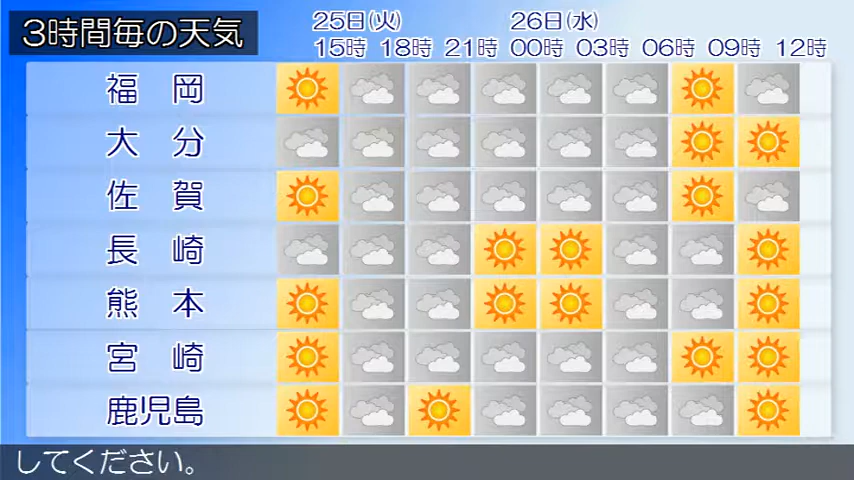 3時間毎の天気
25日(火) 26日(水)
15時 18時 21時 00時 03時 06時 09時 12時
福岡
大分
佐賀
長崎
熊本
宮崎
鹿児島
してください。